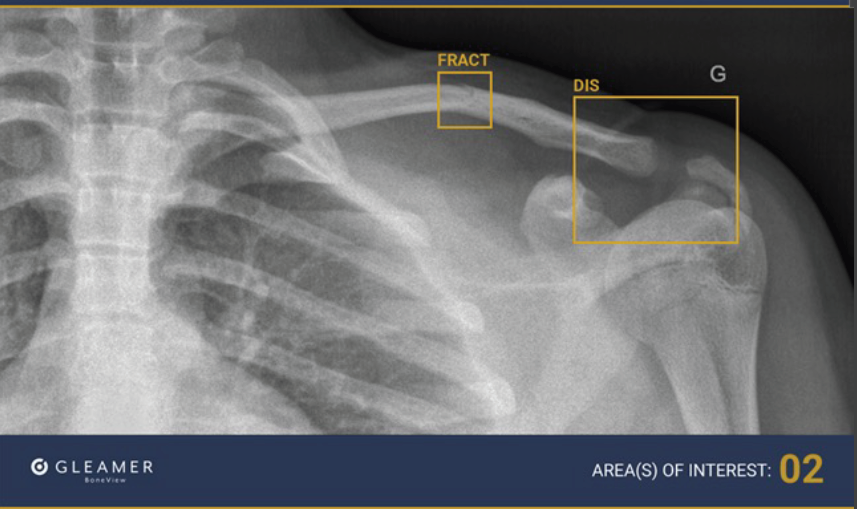 FRACT
DIS
G
GLEAMER
BoneView
AREA(S) OF INTEREST: 02